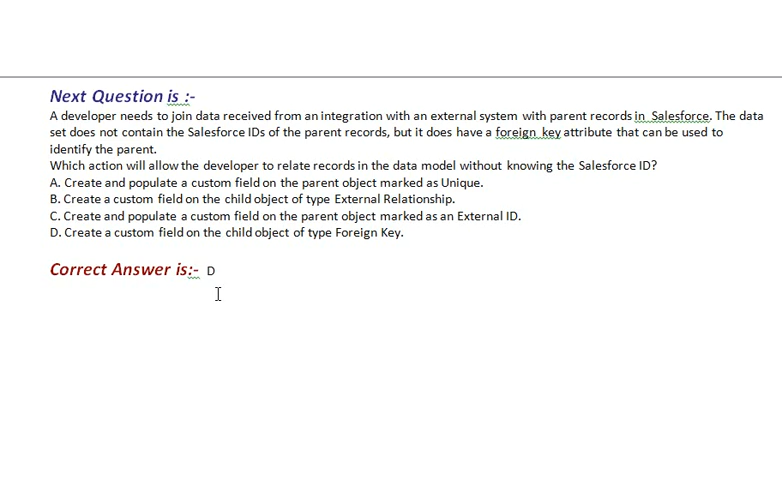 Next Question is :-
A developer needs to join data received from an integration with an external system with parent records in Salesforce. The data
set does not contain the Salesforce IDs of the parent records, but it does have a foreign key attribute that can be used to
identify the parent.
Which action will allow the developer to relate records in the data model without knowing the Salesforce ID?
A. Create and populate a custom field on the parent object marked as Unique.
B. Create a custom field on the child object of type External Relationship.
C. Create and populate a custom field on the parent object marked as an External ID.
D. Create a custom field on the child object of type Foreign Key.
Correct Answer is:- D